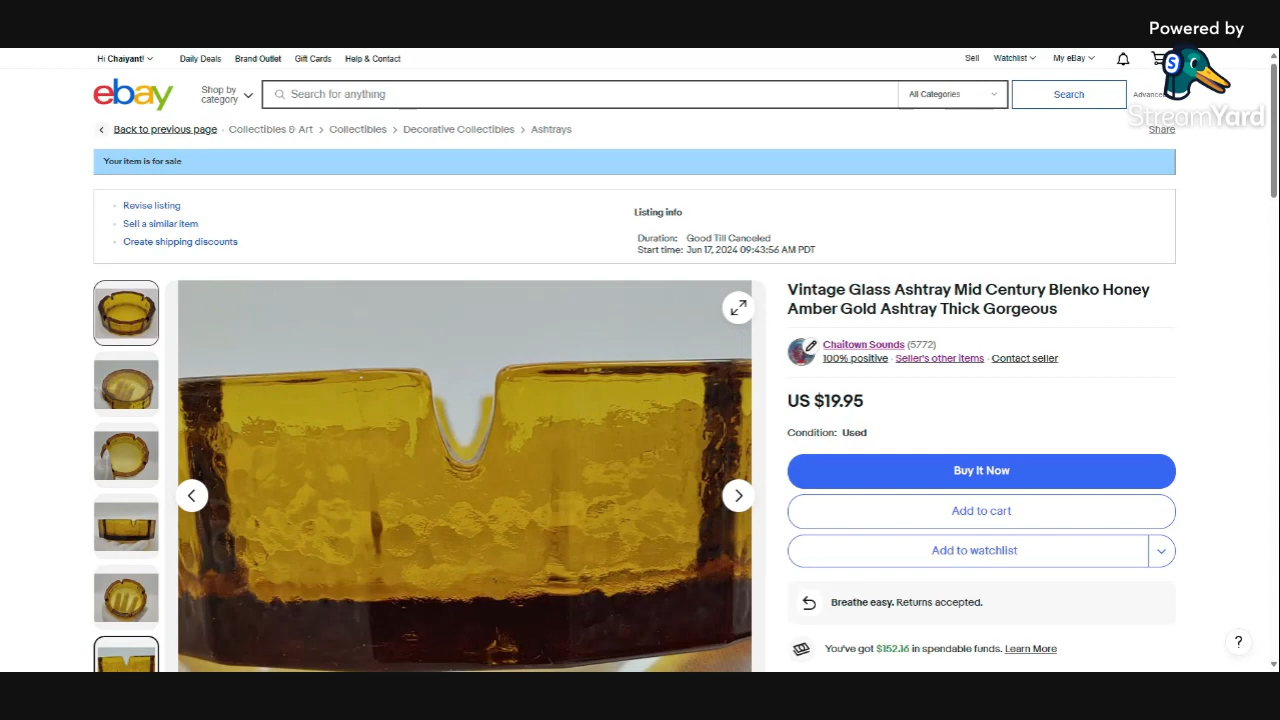 Powered by
StreamYard
Hi Chaiyant!
Daily Deals
Brand Outlet
Gift Cards
Help & Contact
Sell
Watchlist
My eBay
ebay
Shop by category
Search for anything
All Categories
Search
Back to previous page
Collectibles & Art
Collectibles
Decorative Collectibles
Ashtrays
Share
Your item is for sale
Revise listing
Sell a similar item
Create shipping discounts
Listing info
Duration: Good Till Canceled
Start time: Jun 17, 2024 09:43:56 AM PDT
Vintage Glass Ashtray Mid Century Blenko Honey
Amber Gold Ashtray Thick Gorgeous
Chaitown Sounds (5772)
100% positive · Seller's other items · Contact seller
US $19.95
Condition: Used
Buy It Now
Add to cart
Add to watchlist
Breathe easy. Returns accepted.
You've got $152.16 in spendable funds. Learn More
?